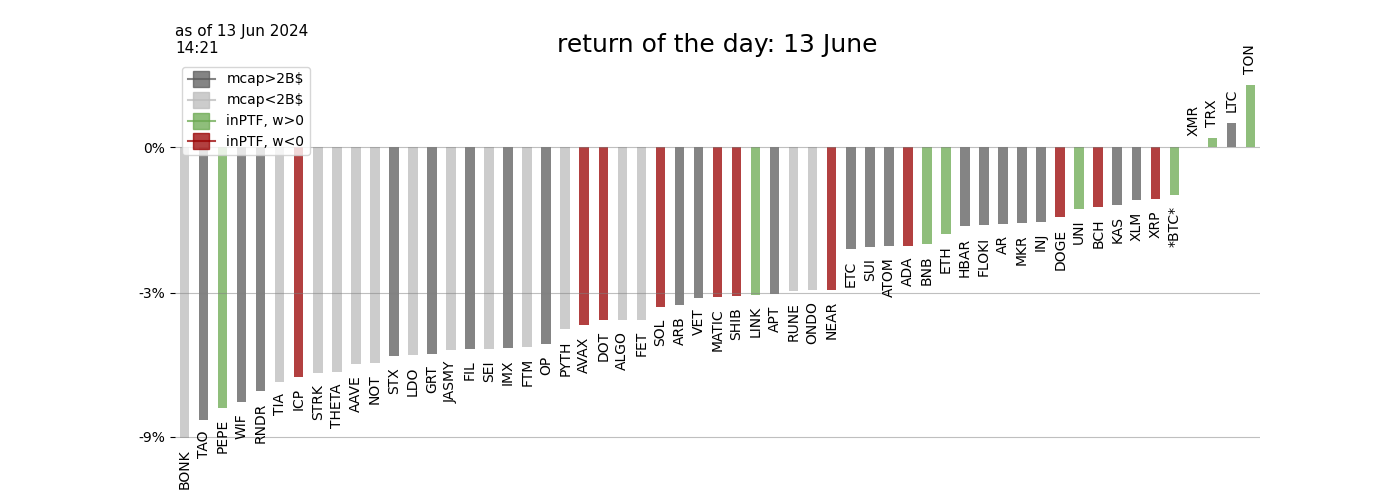 as of 13 Jun 2024
14:21
return of the day: 13 June
mcap>2B$
mcap<2B$
inPTF, w>0
inPTF, w<0
0%
-3%
-9%
BONK
TAO
PEPE
WIF
RNDR
TIA
ICP
STRK
THETA
AAVE
NOT
STX
LDO
GRT
JASMY
FIL
SEI
IMX
FTM
OP
PYTH
AVAX
DOT
ALGO
FET
SOL
ARB
VET
MATIC
SHIB
LINK
APT
RUNE
ONDO
NEAR
ETC
SUI
ATOM
ADA
BNB
ETH
HBAR
FLOKI
AR
MKR
INJ
DOGE
UNI
BCH
KAS
XLM
XRP
*BTC*
XMR
TRX
LTC
TON